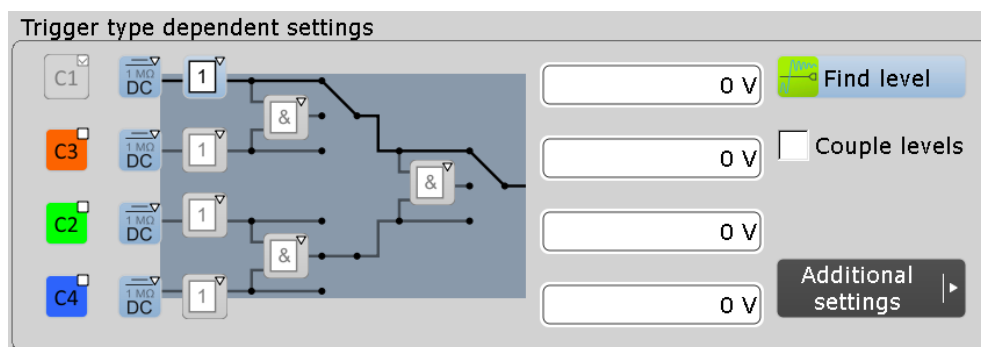 Trigger type dependent settings
C1 1 MΩ DC 1 0 V Find level
&
C3 1 MΩ DC 1 0 V Couple levels
&
C2 1 MΩ DC 1 0 V
&
C4 1 MΩ DC 1 0 V Additional settings